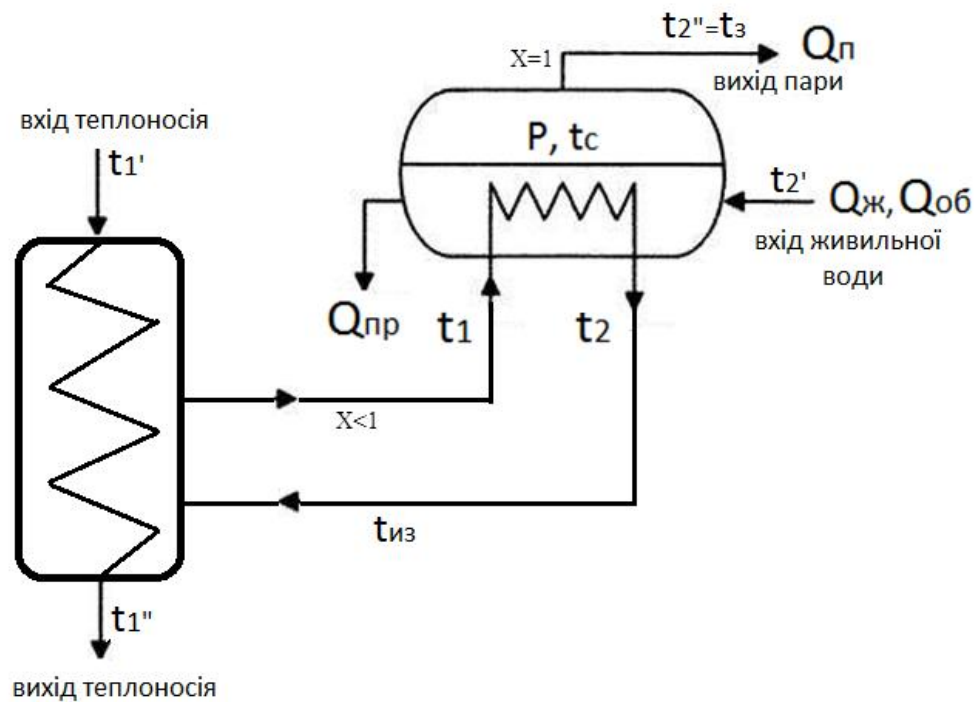 t2"=tз
Qп
X=1
вихід пари
вхід теплоносія
t1'
P, tс
t2'
Qж, Qоб
вхід живильної
води
Qпр
t1
t2
X<1
tиз
t1"
вихід теплоносія